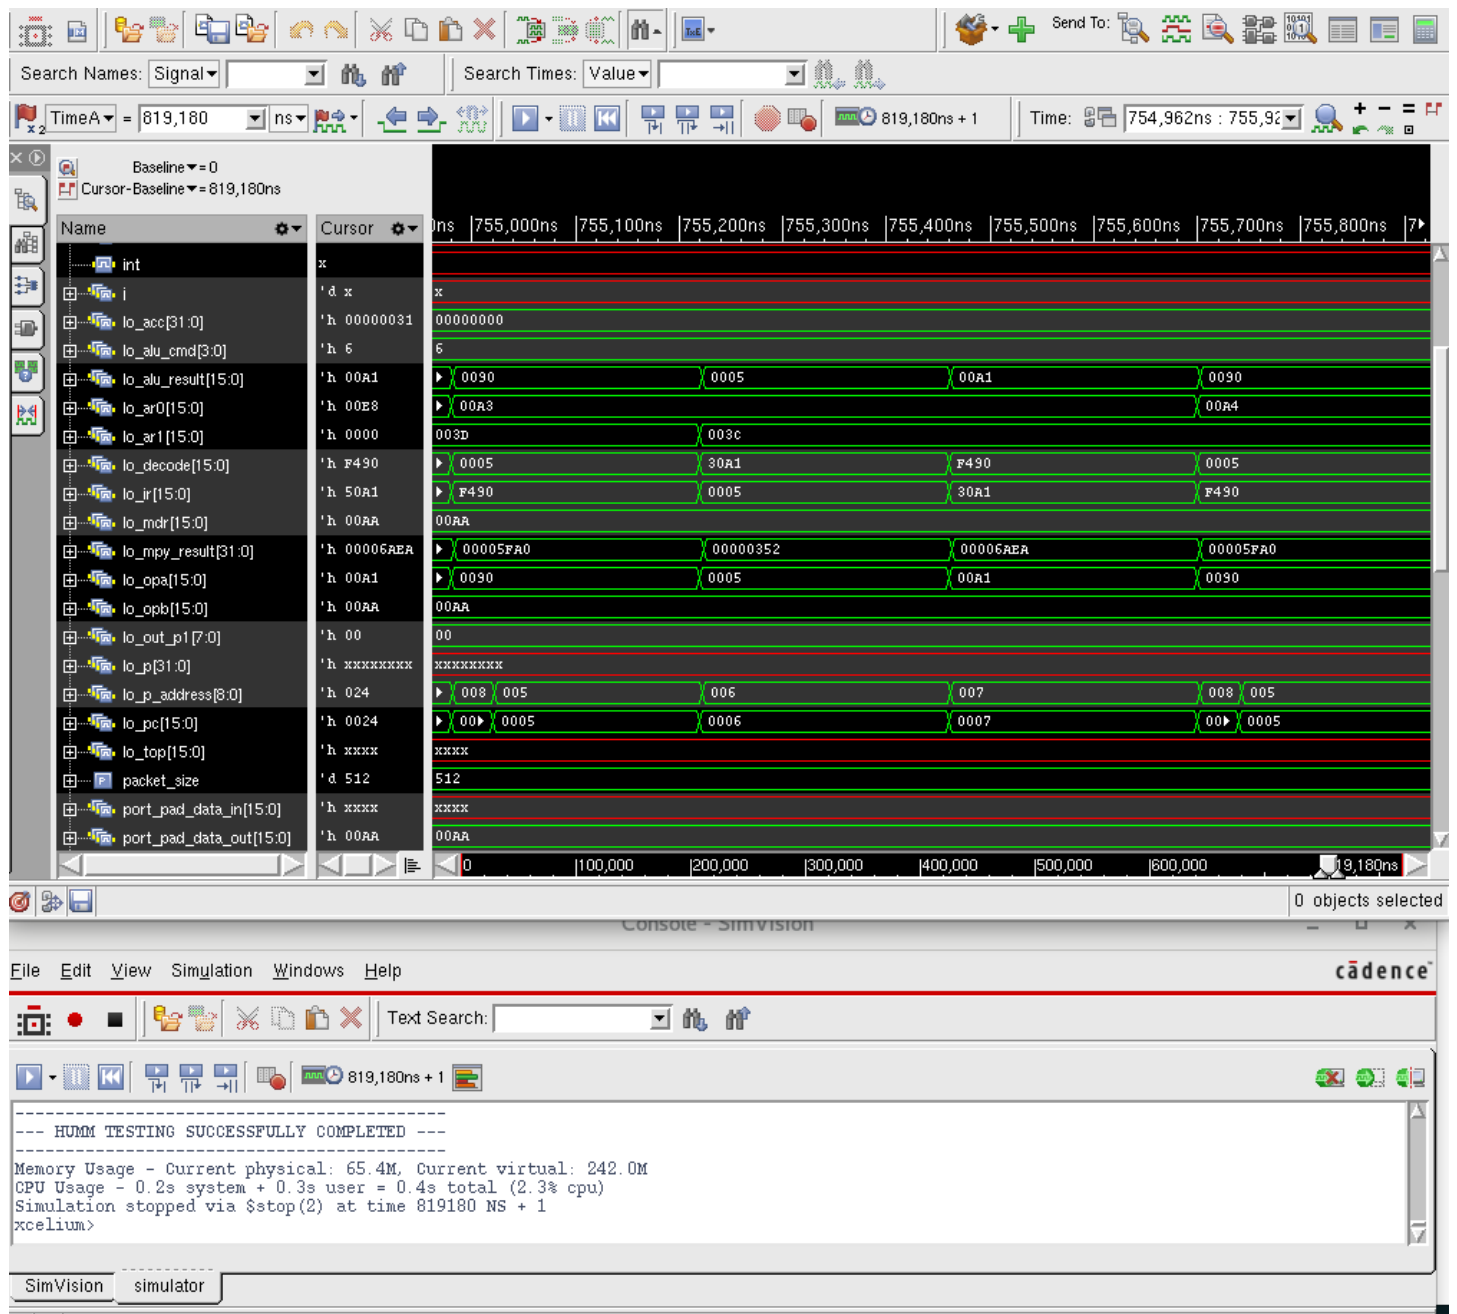 Send To:
Search Names: Signal
Search Times: Value
TimeA = 819,180 ns
819,180ns + 1
Time: 754,962ns : 755,92
Baseline = 0
Cursor-Baseline = 819,180ns
Name Cursor
0ns 755,000ns 755,100ns 755,200ns 755,300ns 755,400ns 755,500ns 755,600ns 755,700ns 755,800ns 7
int x
i 'd x x
lo_acc[31:0] 'h 00000031 00000000
lo_alu_cmd[3:0] 'h 6 6
lo_alu_result[15:0] 'h 00A1 0090 0005 00A1 0090
lo_ar0[15:0] 'h 00E8 00A3 00A4
lo_ar1[15:0] 'h 0000 003D 003C
lo_decode[15:0] 'h F490 0005 30A1 F490 0005
lo_ir[15:0] 'h 50A1 F490 0005 30A1 F490
lo_mdr[15:0] 'h 00AA 00AA
lo_mpy_result[31:0] 'h 00006AEA 00005FA0 00000352 00006AEA 00005FA0
lo_opa[15:0] 'h 00A1 0090 0005 00A1 0090
lo_opb[15:0] 'h 00AA 00AA
lo_out_p1[7:0] 'h 00 00
lo_p[31:0] 'h xxxxxxxx xxxxxxxx
lo_p_address[8:0] 'h 024 008 005 006 007 008 005
lo_pc[15:0] 'h 0024 00 0005 0006 0007 00 0005
lo_top[15:0] 'h xxxx xxxx
packet_size 'd 512 512
port_pad_data_in[15:0] 'h xxxx xxxx
port_pad_data_out[15:0] 'h 00AA 00AA
0 100,000 200,000 300,000 400,000 500,000 600,000 19,180ns
0 objects selected
Console - SimVision
File Edit View Simulation Windows Help
cādence
Text Search:
819,180ns + 1
-------------------------------------------
--- HUMM TESTING SUCCESSFULLY COMPLETED ---
-------------------------------------------
Memory Usage - Current physical: 65.4M, Current virtual: 242.0M
CPU Usage - 0.2s system + 0.3s user = 0.4s total (2.3% cpu)
Simulation stopped via $stop(2) at time 819180 NS + 1
xcelium>
SimVision simulator